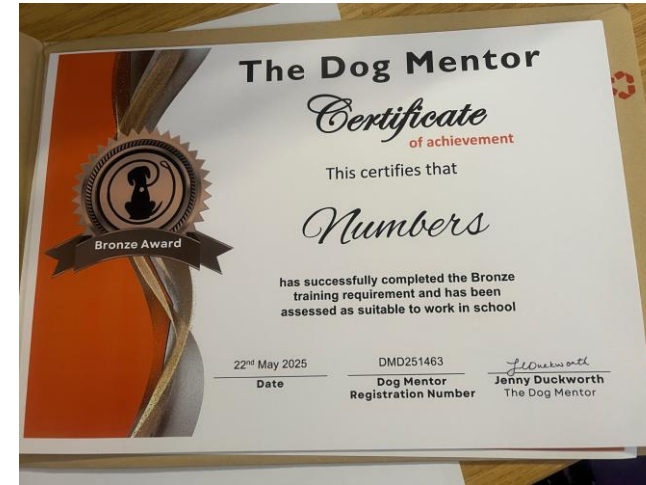 The Dog Mentor
Certificate
of achievement
This certifies that
Numbers
Bronze Award
has successfully completed the Bronze
training requirement and has been
assessed as suitable to work in school
22nd May 2025
Date
DMD251463
Dog Mentor
Registration Number
JLDuckworth
Jenny Duckworth
The Dog Mentor